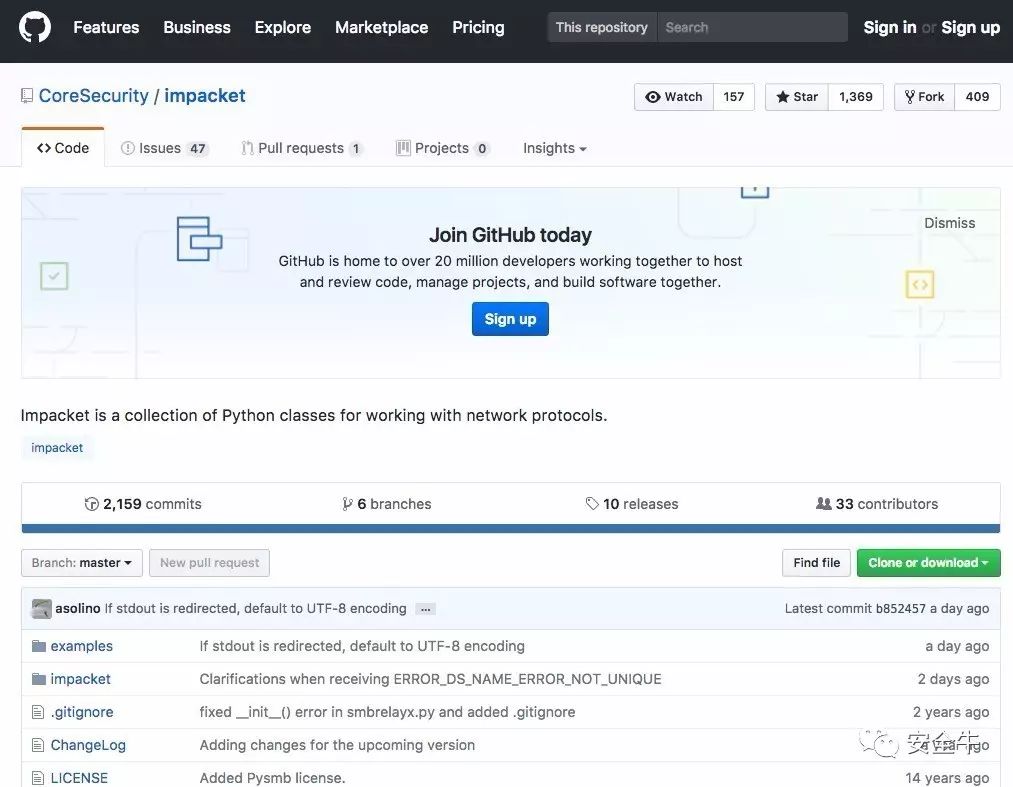 Features Business Explore Marketplace Pricing This repository Search Sign in or Sign up
CoreSecurity / impacket Watch 157 Star 1,369 Fork 409
Code Issues 47 Pull requests 1 Projects 0 Insights
Dismiss
Join GitHub today
GitHub is home to over 20 million developers working together to host
and review code, manage projects, and build software together.
Sign up
Impacket is a collection of Python classes for working with network protocols.
impacket
2,159 commits 6 branches 10 releases 33 contributors
Branch: master New pull request Find file Clone or download
asolino If stdout is redirected, default to UTF-8 encoding ... Latest commit b852457 a day ago
examples If stdout is redirected, default to UTF-8 encoding a day ago
impacket Clarifications when receiving ERROR_DS_NAME_ERROR_NOT_UNIQUE 2 days ago
.gitignore fixed __init__() error in smbrelayx.py and added .gitignore 2 years ago
ChangeLog Adding changes for the upcoming version ago
安全牛
LICENSE Added Pysmb license. 14 years ago